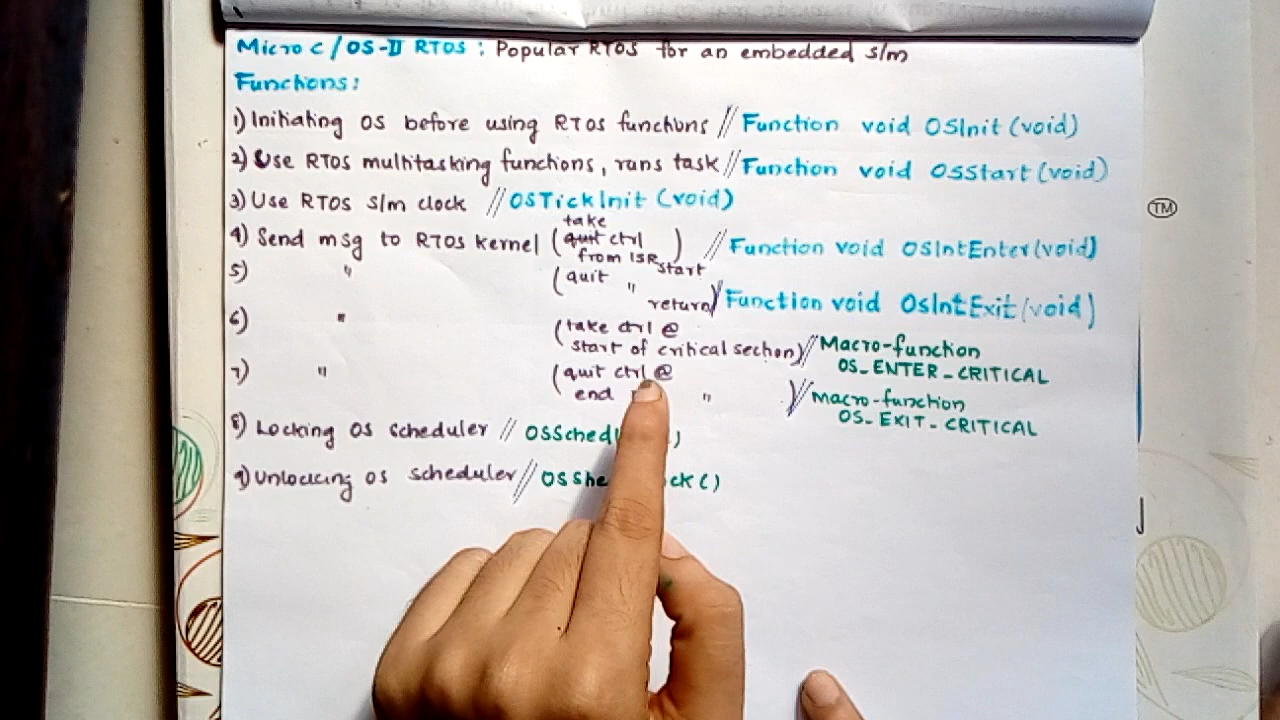 Micro C/OS-II RTOS : Popular RTOS for an embedded s/m
Functions:
1) Initiating OS before using RTOS functions // Function void OSInit (void)
2) Use RTOS multitasking functions, runs task // Function void OSStart (void)
3) Use RTOS s/m clock // OSTickInit (void)
take
4) Send msg to RTOS kernel (quit ctrl from ISR) // Function void OSIntEnter (void)
start
5) " (quit "
return) // Function void OSIntExit (void)
6) " (take ctrl @
start of critical section) // Macro-function
OS_ENTER_CRITICAL
7) " (quit ctrl @
end " ) // Macro-function
OS_EXIT_CRITICAL
8) Locking OS scheduler // OSSched )
9) Unlocking OS scheduler // OSShe ck ()
TM